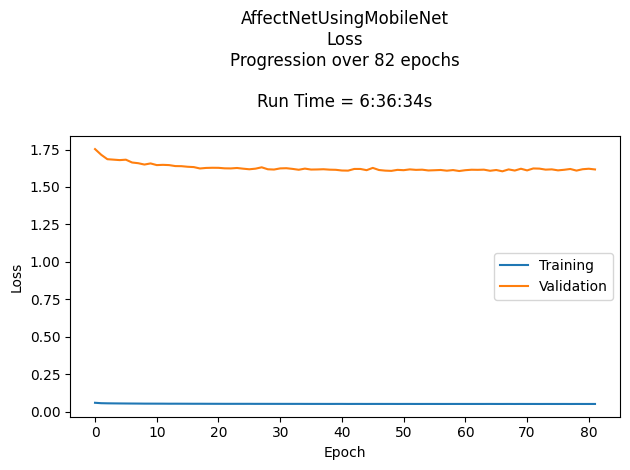 AffectNetUsingMobileNet
Loss
Progression over 82 epochs
Run Time = 6:36:34s
1.75
1.50
1.25
1.00
0.75
0.50
0.25
0.00
Loss
Training
Validation
0 10 20 30 40 50 60 70 80
Epoch